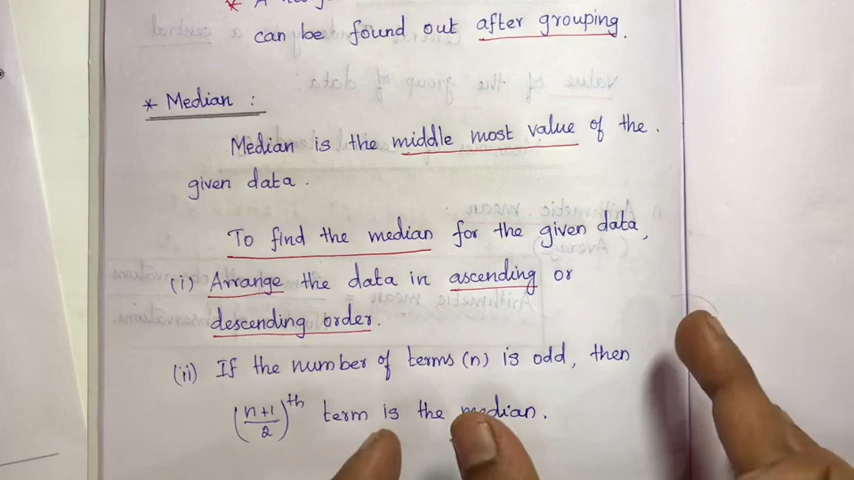 * A
can be found out after grouping.
* Median :
Median is the middle most value of the
given data.
To find the median for the given data,
(i) Arrange the data in ascending or
descending order.
(ii) If the number of terms (n) is odd, then
(n+1/2)th term is the median.